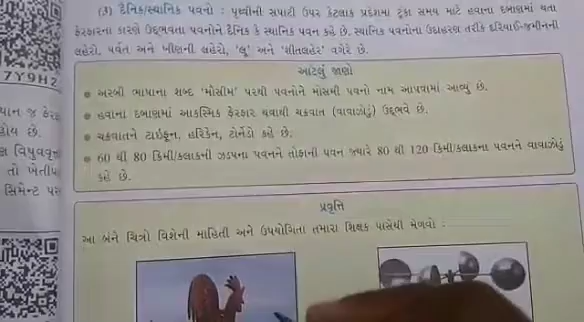 (3) દૈનિક/સ્થાનિક પવનો : પૃથ્વીની સપાટી ઉપર કેટલાક પ્રદેશમાં ટૂંકા સમય માટે હવાના દબાણમાં થતા
ફેરફારના કારણે ઉદ્ભવતા પવનોને દૈનિક કે સ્થાનિક પવન કહે છે. સ્થાનિક પવનોના ઉદાહરણ તરીકે દરિયાઈ-જમીનની
લહેરો, પર્વત અને ખીણની લહેરો, 'લૂ' અને 'શીતલહેર' વગેરે છે.
આટલું જાણો
● અરબી ભાષાના શબ્દ 'મોસીમ' પરથી પવનોને મોસમી પવનો નામ આપવામાં આવ્યુ છે.
● હવાના દબાણમાં આકસ્મિક ફેરફાર થવાથી ચક્રવાત (વાવાઝોડું) ઉદ્ભવે છે.
● ચક્રવાતને ટાઈફૂન, હરિકેન, ટોર્નેડો કહે છે.
● 60 થી 80 કિમી/કલાકની ઝડપના પવનને તોફાની પવન જ્યારે 80 થી 120 કિમી/કલાકના પવનને વાવાઝોડું
કહે છે.
પ્રવૃત્તિ
આ બંને ચિત્રો વિશેની માહિતી અને ઉપયોગિતા તમારા શિક્ષક પાસેથી મેળવો :
7Y9H2
જ ફેર
હોય છે.
વિષુવવૃ
તો
સિમેન્ટ